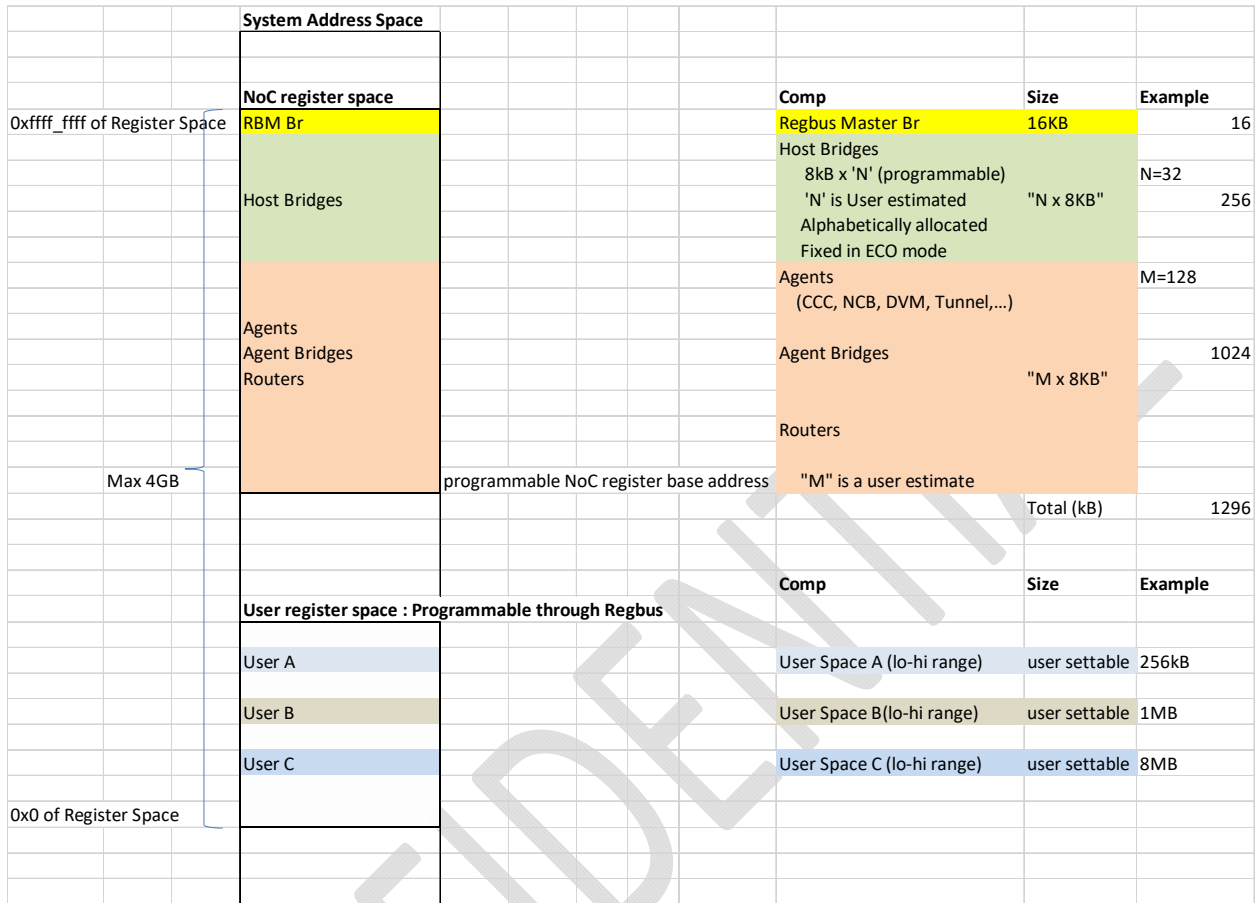 System Address Space
NoC register space Comp Size Example
0xffff_ffff of Register Space RBM Br Regbus Master Br 16KB 16
Host Bridges
8kB x 'N' (programmable) N=32
Host Bridges 'N' is User estimated "N x 8KB" 256
Alphabetically allocated
Fixed in ECO mode
Agents M=128
(CCC, NCB, DVM, Tunnel,...)
Agents
Agent Bridges Agent Bridges 1024
Routers "M x 8KB"
Routers
Max 4GB programmable NoC register base address "M" is a user estimate
Total (kB) 1296
Comp Size Example
User register space : Programmable through Regbus
User A User Space A (lo-hi range) user settable 256kB
User B User Space B(lo-hi range) user settable 1MB
User C User Space C (lo-hi range) user settable 8MB
0x0 of Register Space